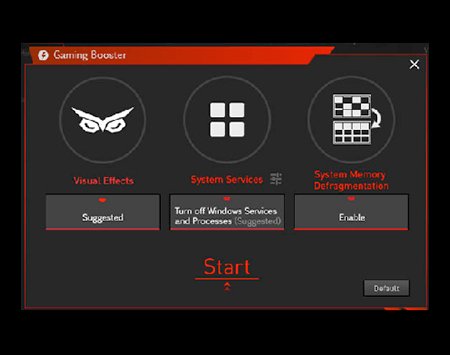 Gaming Booster
Visual Effects
System Services
System Memory
Defragmentation
Suggested
Turn off Windows Services
and Processes (Suggested)
Enable
Start
Default